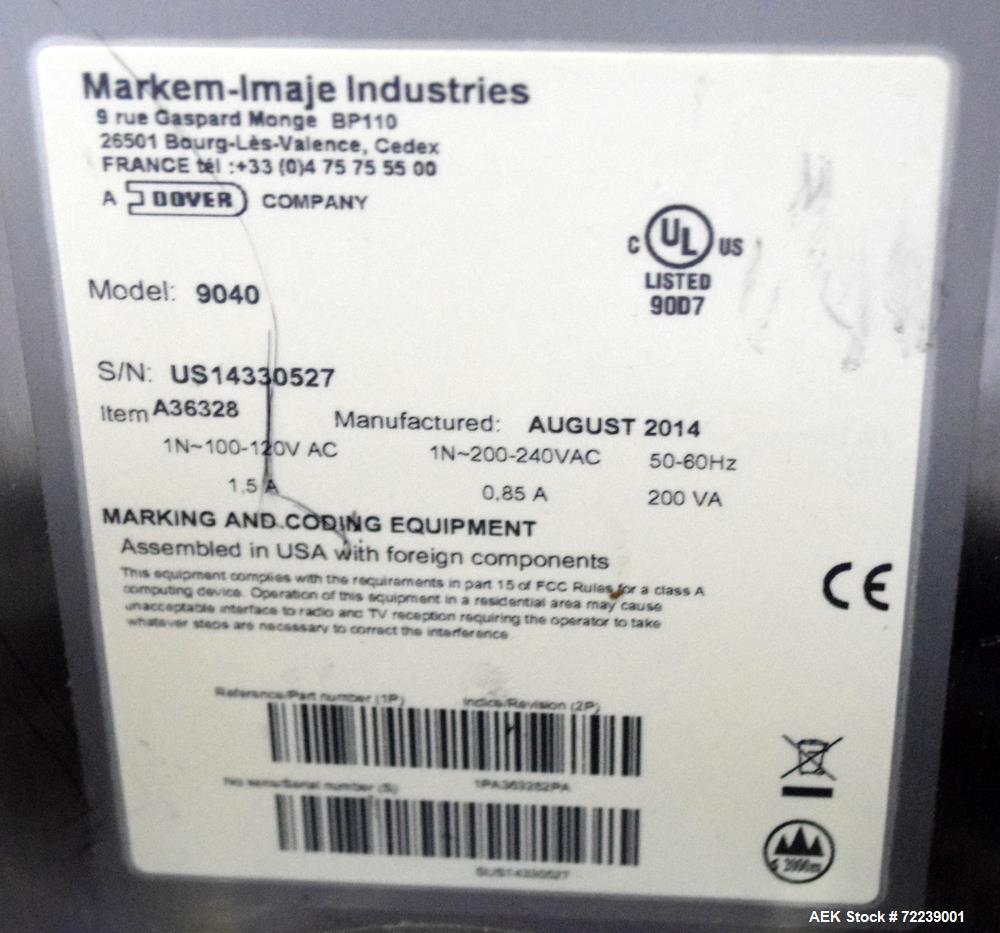 Markem-Imaje Industries
9 rue Gaspard Monge BP110
26501 Bourg-Lès-Valence, Cedex
FRANCE tél :+33 (0)4 75 75 55 00
A DOVER COMPANY
C UL US
LISTED
90D7
Model: 9040
S/N: US14330527
Item A36328
Manufactured: AUGUST 2014
1N~100-120V AC 1N~200-240VAC 50-60Hz
1,5 A 0,85 A 200 VA
MARKING AND CODING EQUIPMENT
Assembled in USA with foreign components
This equipment complies with the requirements in part 15 of FCC Rules for a class A
computing device. Operation of this equipment in a residential area may cause
unacceptable interface to radio and TV reception requiring the operator to take
whatever steps are necessary to correct the interference
CE
Reference/Part number (1P) Indice/Revision (2P)
1PA363282PA
No serie/Serial number (S)
SUS14330527
≤ 2000m
AEK Stock # 72239001